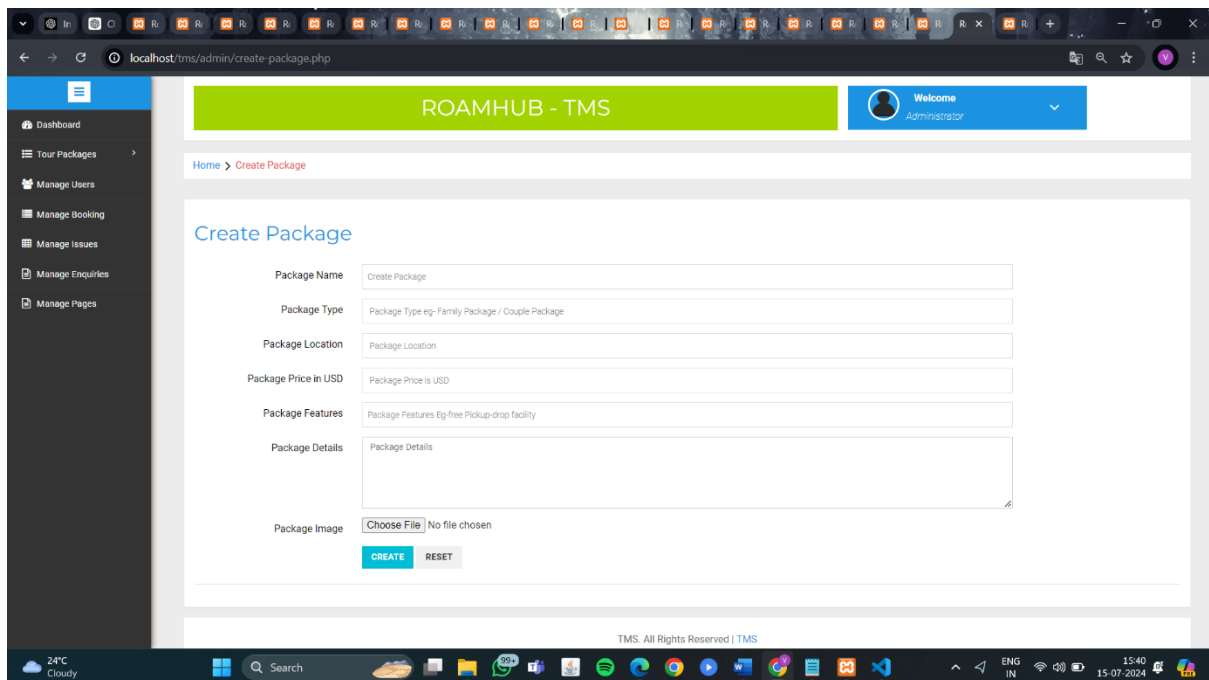 localhost/tms/admin/create-package.php
V
ROAMHUB - TMS
Welcome
Administrator
Dashboard
Tour Packages
Manage Users
Manage Booking
Manage Issues
Manage Enquiries
Manage Pages
Home > Create Package
Create Package
Package Name Create Package
Package Type Package Type eg- Family Package / Couple Package
Package Location Package Location
Package Price in USD Package Price is USD
Package Features Package Features Eg-free Pickup-drop facility
Package Details Package Details
Package Image Choose File No file chosen
CREATE RESET
TMS. All Rights Reserved | TMS
24°C
Cloudy
Search
99+
ENG
IN
15:40
15-07-2024